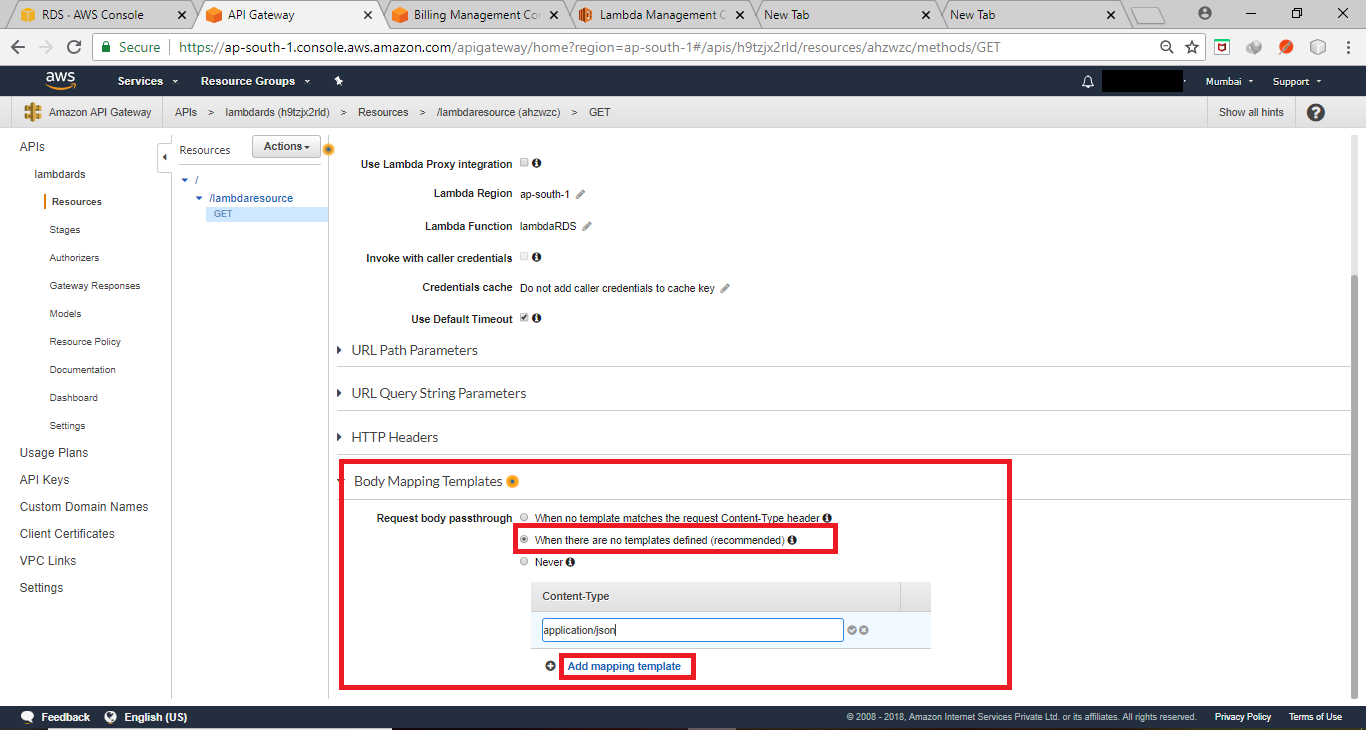 RDS · AWS Console
API Gateway
Billing Management Co
Lambda Management C
New Tab
New Tab
Secure
https://ap-south-1.console.aws.amazon.com/apigateway/home?region=ap-south-1#/apis/h9tzjx2rld/resources/ahzwzc/methods/GET
aws
Services
Resource Groups
Mumbai
Support
Amazon API Gateway
APIs > lambdards (h9tzjx2rld) > Resources > /lambdaresource (ahzwzc) > GET
Show all hints
APIs
lambdards
Resources
Stages
Authorizers
Gateway Responses
Models
Resource Policy
Documentation
Dashboard
Settings
Usage Plans
API Keys
Custom Domain Names
Client Certificates
VPC Links
Settings
Resources
Actions
/
/lambdaresource
GET
Use Lambda Proxy integration
Lambda Region ap-south-1
Lambda Function lambdaRDS
Invoke with caller credentials
Credentials cache Do not add caller credentials to cache key
Use Default Timeout
URL Path Parameters
URL Query String Parameters
HTTP Headers
Body Mapping Templates
Request body passthrough When no template matches the request Content-Type header
When there are no templates defined (recommended)
Never
Content-Type
application/json
Add mapping template
Feedback
English (US)
© 2008 - 2018, Amazon Internet Services Private Ltd. or its affiliates. All rights reserved.
Privacy Policy
Terms of Use